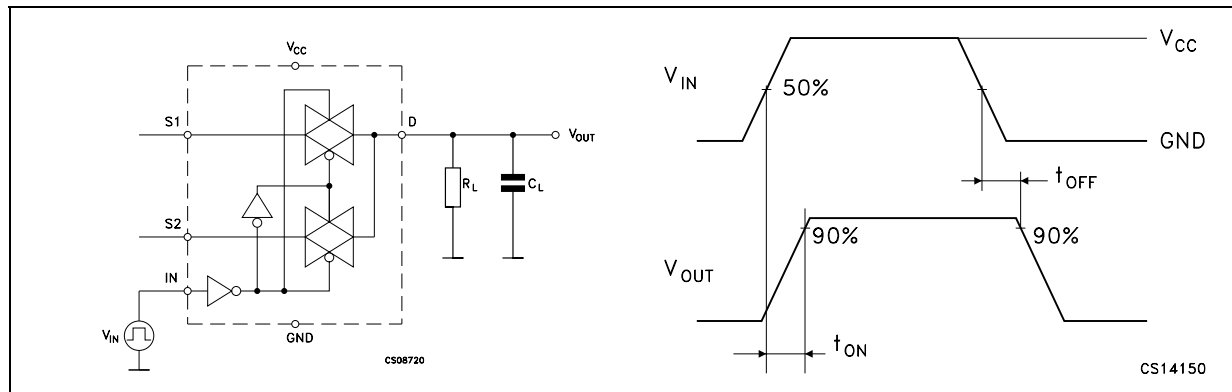 VCC
S1
D
VOUT
RL
CL
S2
IN
VIN
GND
CS08720
VCC
VIN
50%
GND
tOFF
90%
90%
VOUT
tON
CS14150